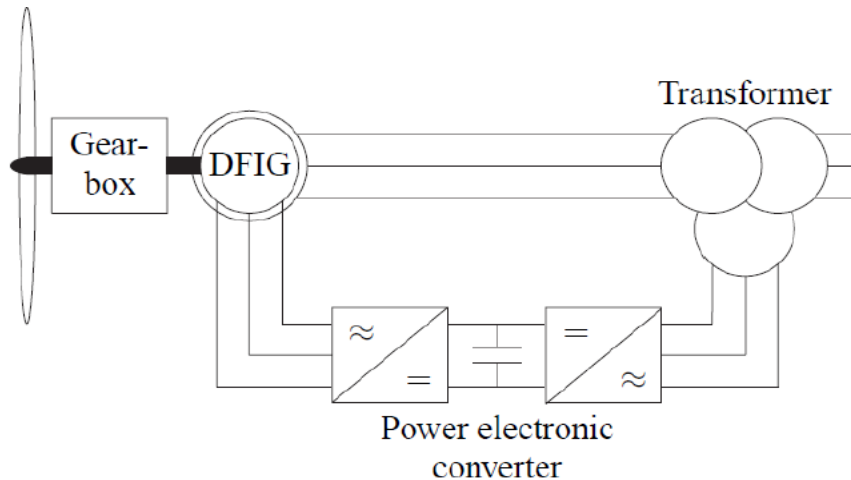 Transformer
Gear-
box
DFIG
≈
=
=
≈
Power electronic
converter